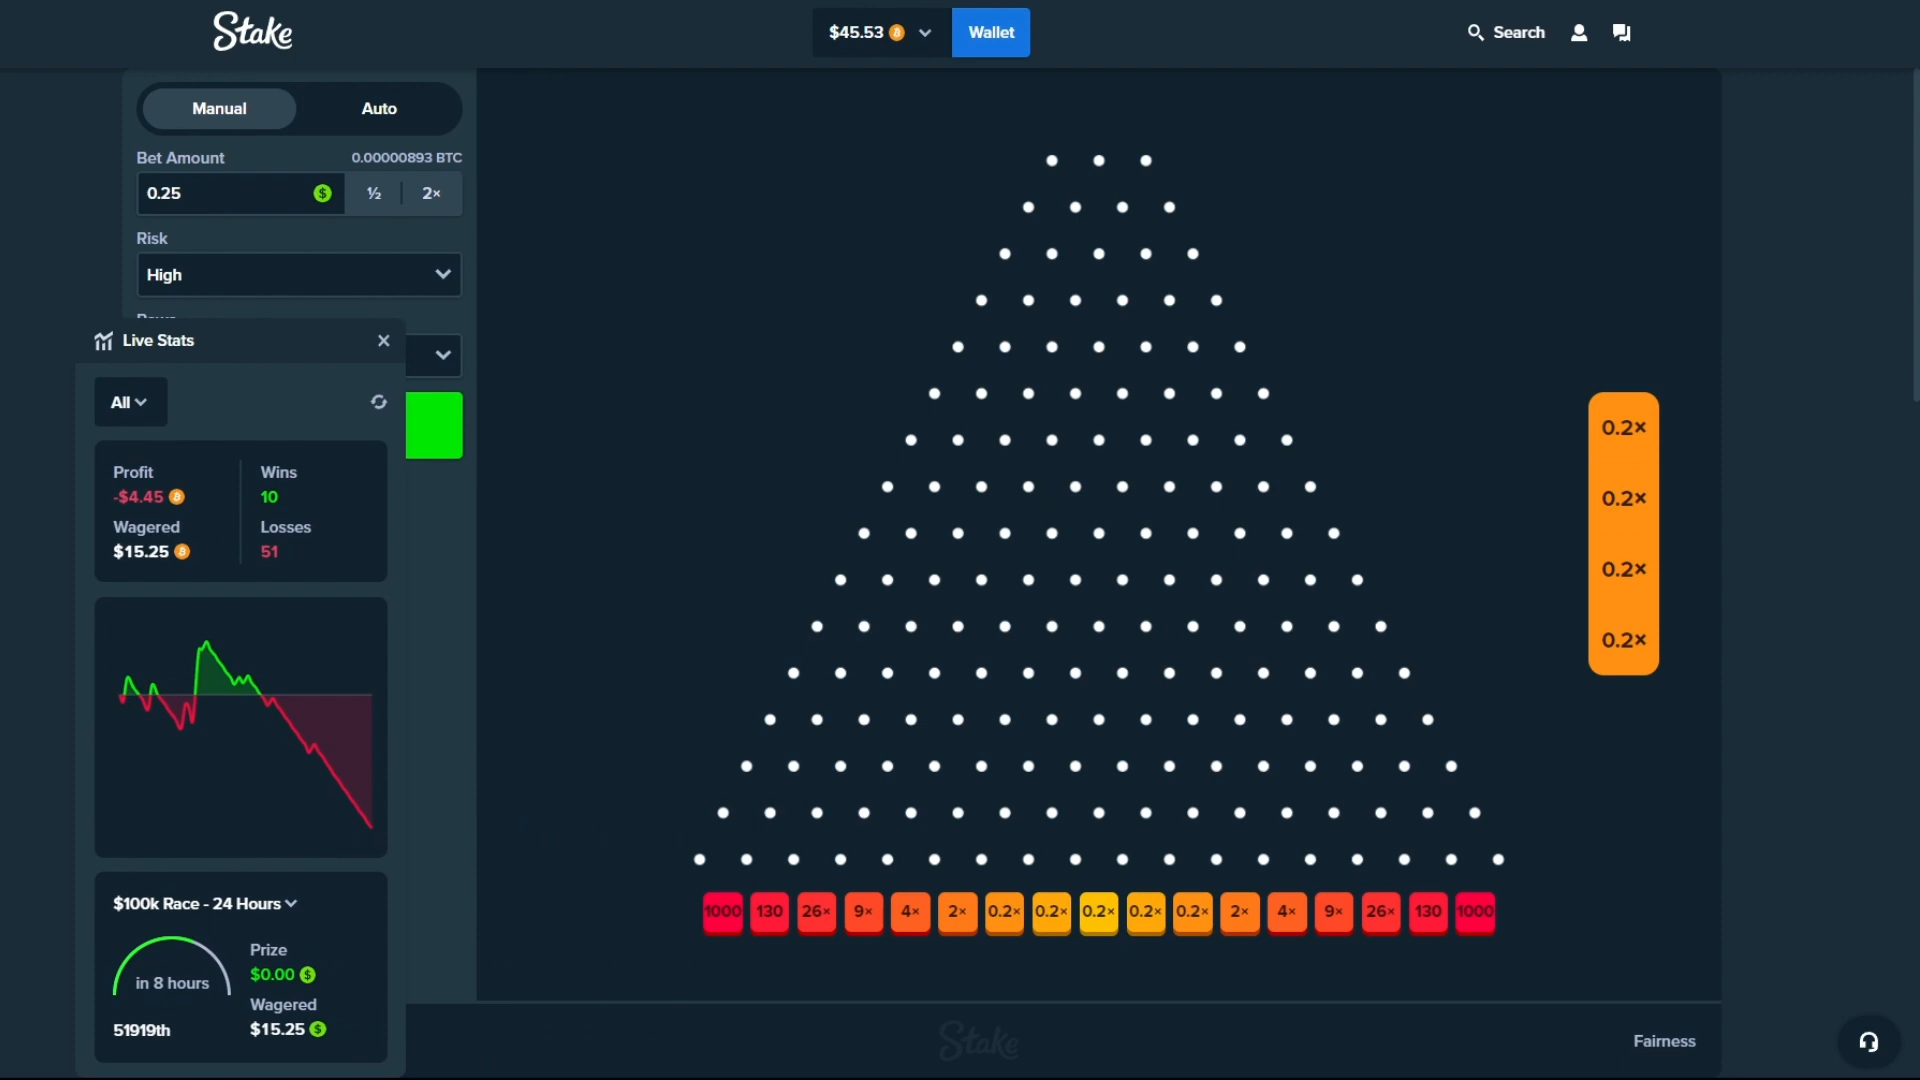 Stake
$45.53
Wallet
Search
Manual
Auto
Bet Amount
0.00000893 BTC
0.25
½
2×
Risk
High
Live Stats
All
Profit
Wins
-$4.45
10
Wagered
Losses
$15.25
51
0.2×
0.2×
0.2×
0.2×
1000 130 26× 9× 4× 2× 0.2× 0.2× 0.2× 0.2× 0.2× 2× 4× 9× 26× 130 1000
$100k Race - 24 Hours
in 8 hours
Prize
$0.00
Wagered
51919th
$15.25
Stake
Fairness